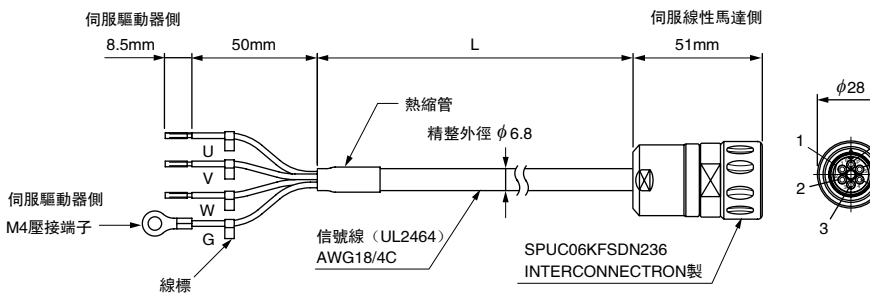 伺服驅動器側
伺服線性馬達側
8.5mm
50mm
L
51mm
φ28
熱縮管
精整外徑 φ6.8
U
V
W
G
1
2
3
伺服驅動器側
M4壓接端子
線標
信號線（UL2464）
AWG18/4C
SPUC06KFSDN236
INTERCONNECTRON製